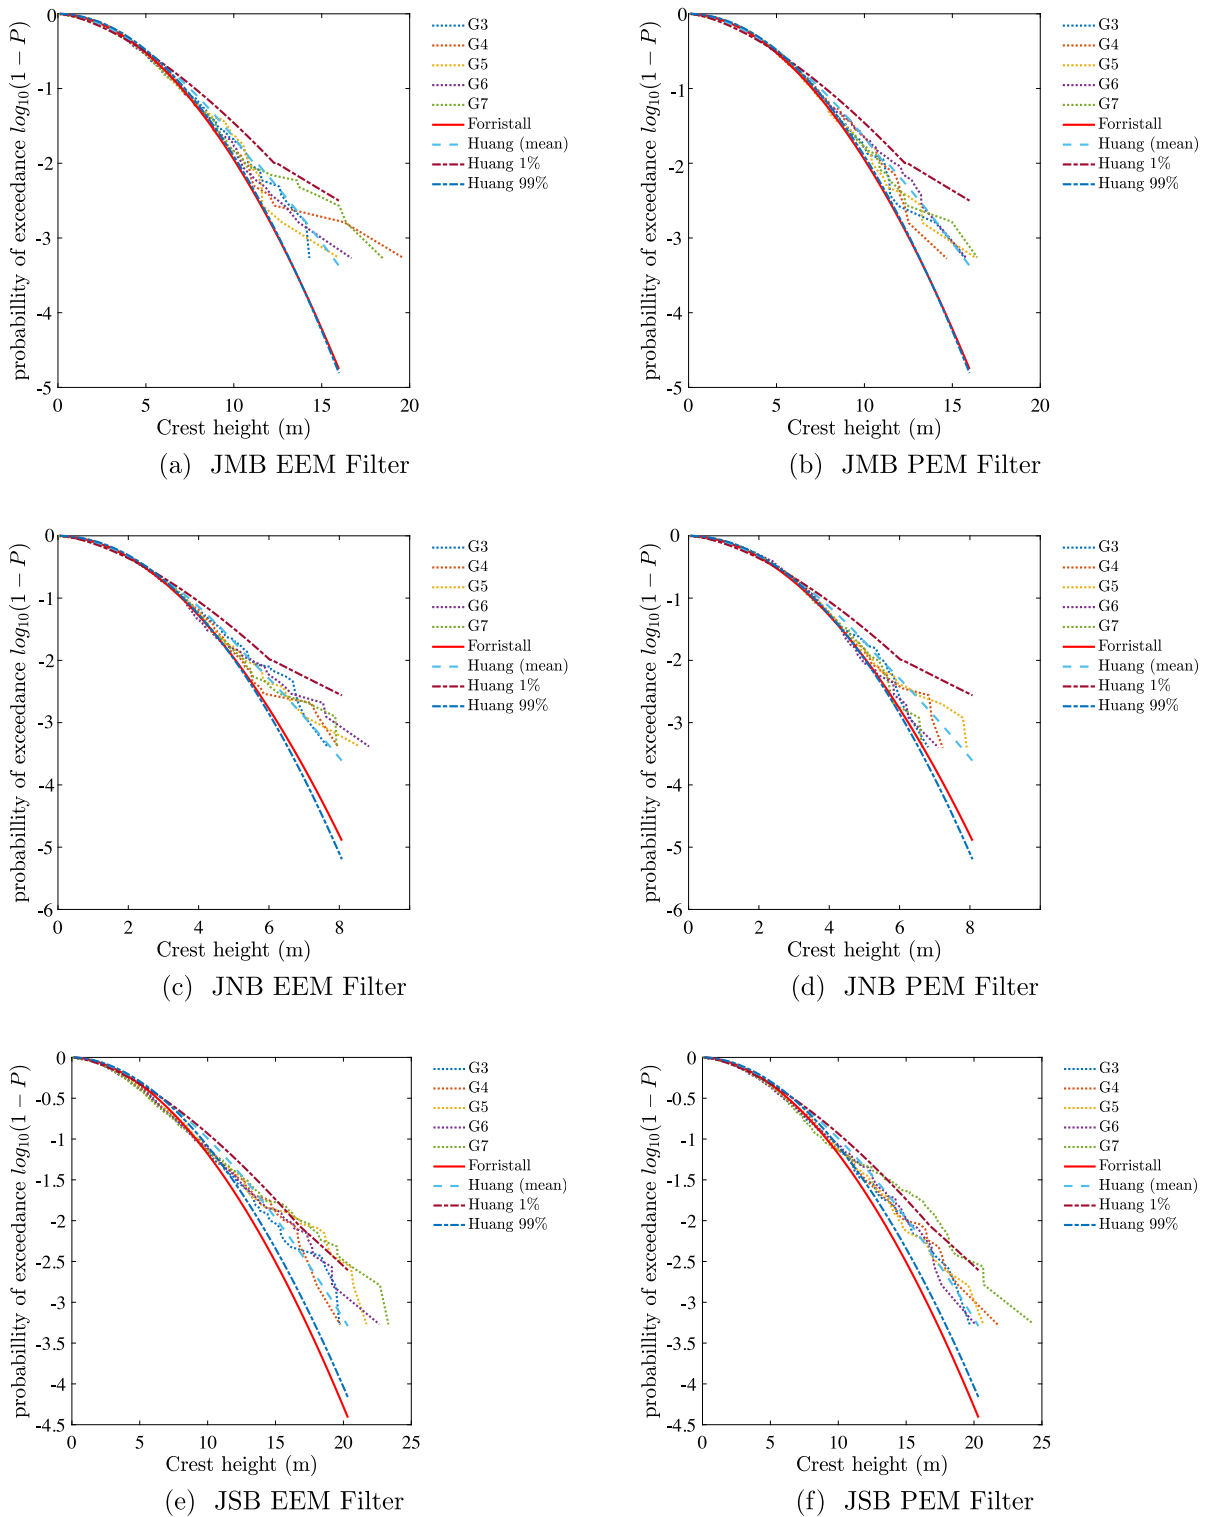 0
-1
-2
-3
-4
-5
0 5 10 15 20
probabillity of exceedance log10(1 − P)
Crest height (m)
G3
G4
G5
G6
G7
Forristall
Huang (mean)
Huang 1%
Huang 99%
(a) JMB EEM Filter
0
-1
-2
-3
-4
-5
0 5 10 15 20
probabillity of exceedance log10(1 − P)
Crest height (m)
G3
G4
G5
G6
G7
Forristall
Huang (mean)
Huang 1%
Huang 99%
(b) JMB PEM Filter
0
-1
-2
-3
-4
-5
-6
0 2 4 6 8
probabillity of exceedance log10(1 − P)
Crest height (m)
G3
G4
G5
G6
G7
Forristall
Huang (mean)
Huang 1%
Huang 99%
(c) JNB EEM Filter
0
-1
-2
-3
-4
-5
-6
0 2 4 6 8
probabillity of exceedance log10(1 − P)
Crest height (m)
G3
G4
G5
G6
G7
Forristall
Huang (mean)
Huang 1%
Huang 99%
(d) JNB PEM Filter
0
-0.5
-1
-1.5
-2
-2.5
-3
-3.5
-4
-4.5
0 5 10 15 20 25
probabillity of exceedance log10(1 − P)
Crest height (m)
G3
G4
G5
G6
G7
Forristall
Huang (mean)
Huang 1%
Huang 99%
(e) JSB EEM Filter
0
-0.5
-1
-1.5
-2
-2.5
-3
-3.5
-4
-4.5
0 5 10 15 20 25
probabillity of exceedance log10(1 − P)
Crest height (m)
G3
G4
G5
G6
G7
Forristall
Huang (mean)
Huang 1%
Huang 99%
(f) JSB PEM Filter